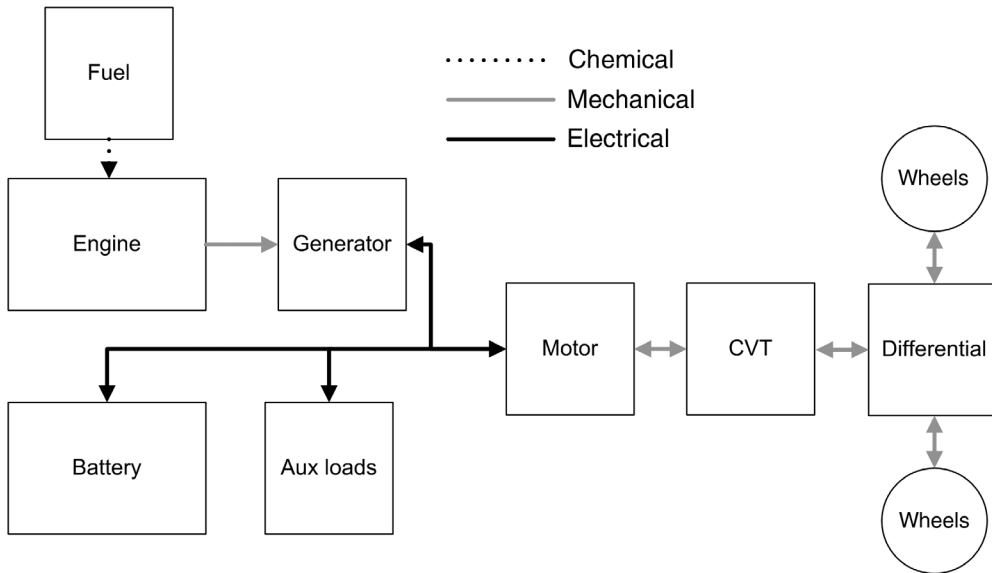 Fuel
Chemical
Mechanical
Electrical
Wheels
Engine
Generator
Motor
CVT
Differential
Battery
Aux loads
Wheels